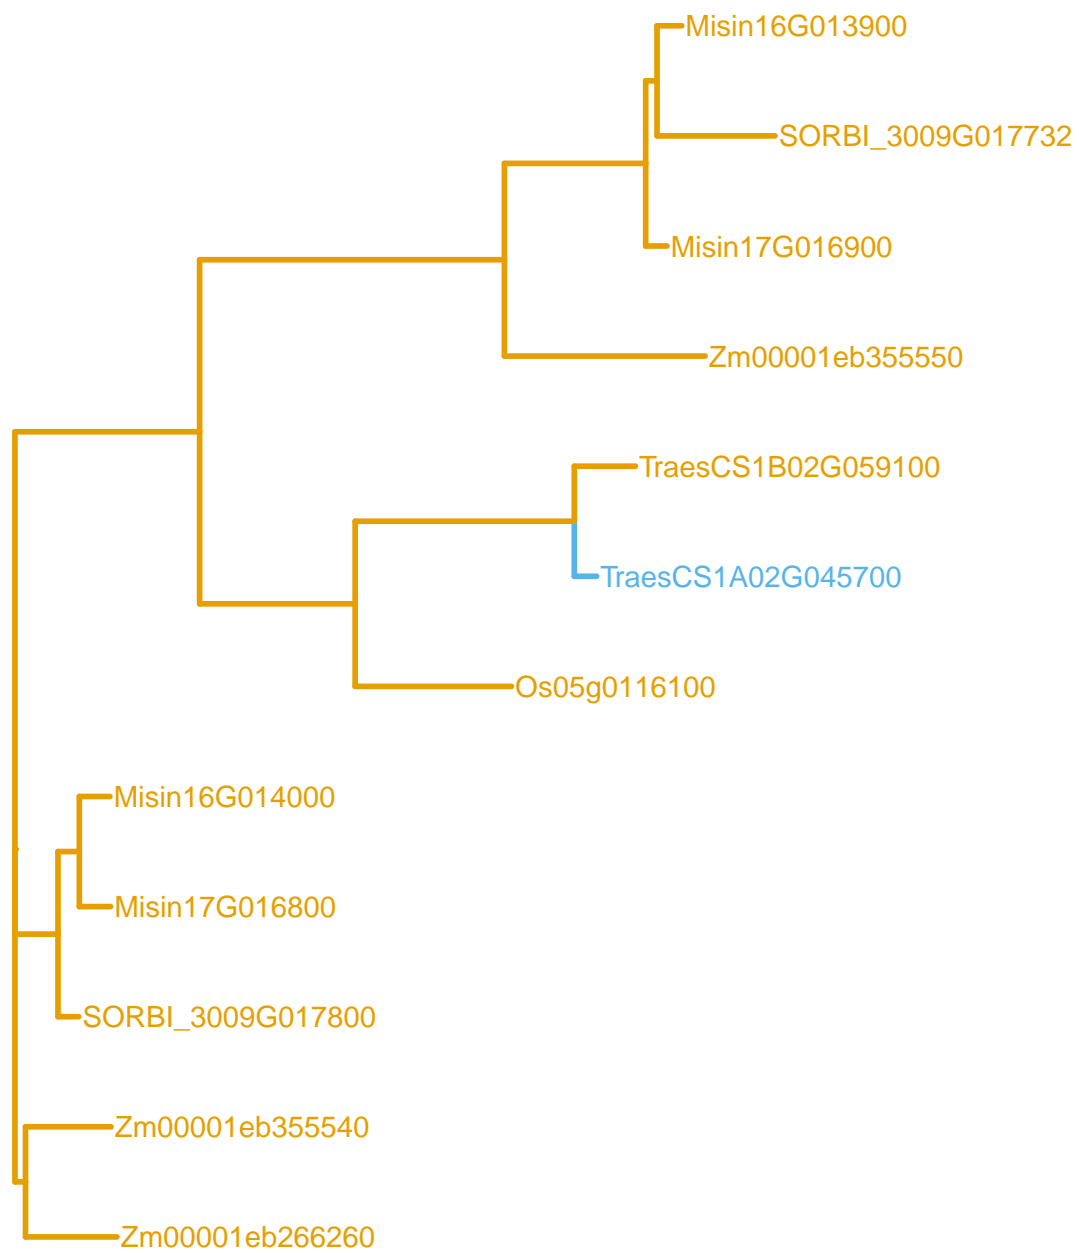 Misin16G013900
SORBI_3009G017732
Misin17G016900
Zm00001eb355550
TraesCS1B02G059100
TraesCS1A02G045700
Os05g0116100
Misin16G014000
Misin17G016800
SORBI_3009G017800
Zm00001eb355540
Zm00001eb266260